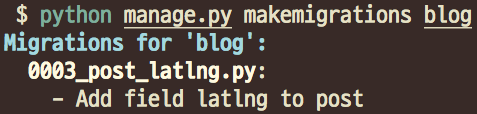 $ python manage.py makemigrations blog
Migrations for 'blog':
0003_post_latlng.py:
- Add field latlng to post